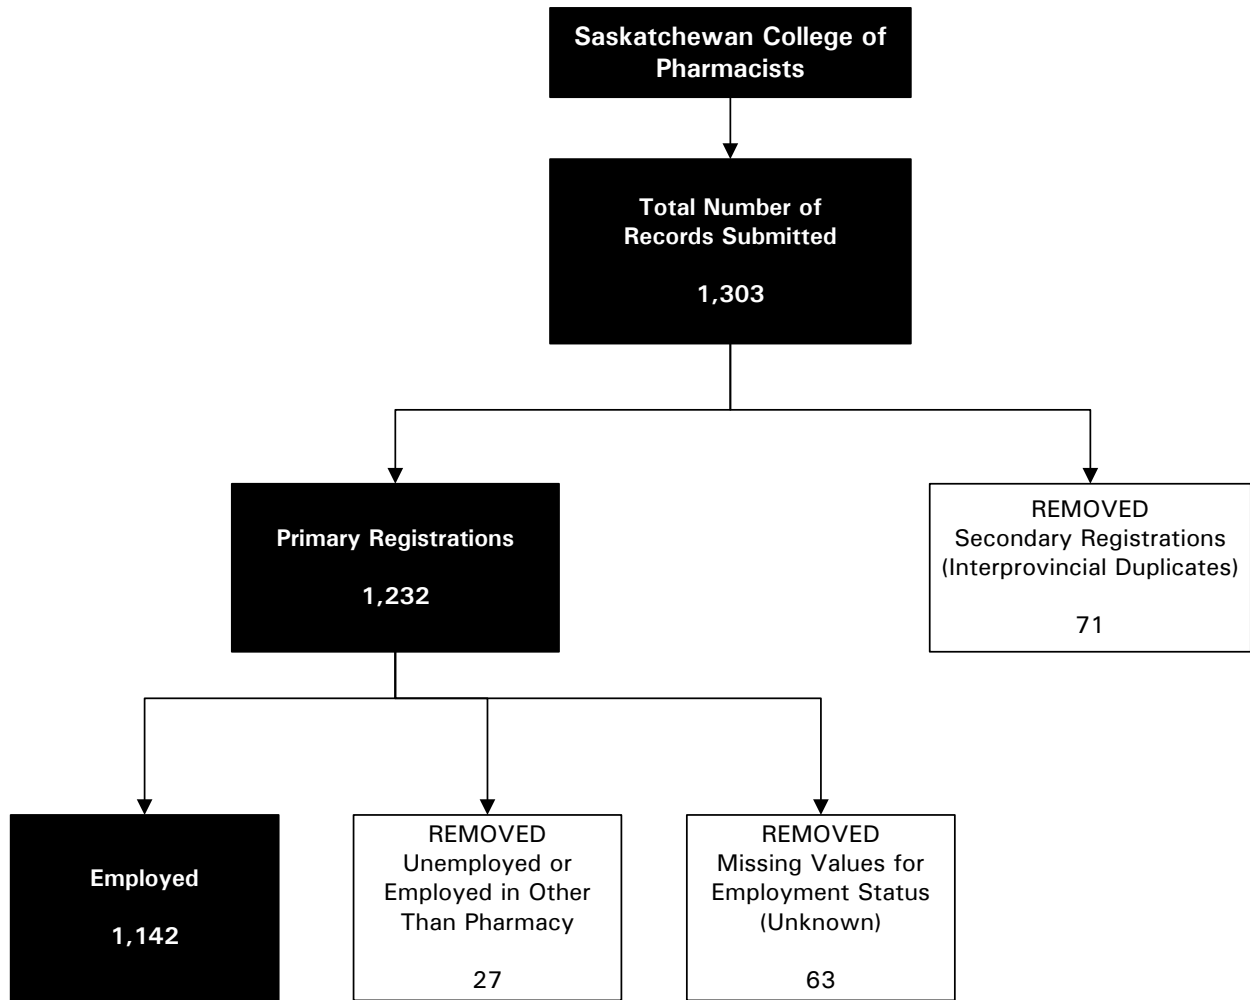 Saskatchewan College of
Pharmacists
Total Number of
Records Submitted
1,303
Primary Registrations
1,232
REMOVED
Secondary Registrations
(Interprovincial Duplicates)
71
Employed
1,142
REMOVED
Unemployed or
Employed in Other
Than Pharmacy
27
REMOVED
Missing Values for
Employment Status
(Unknown)
63